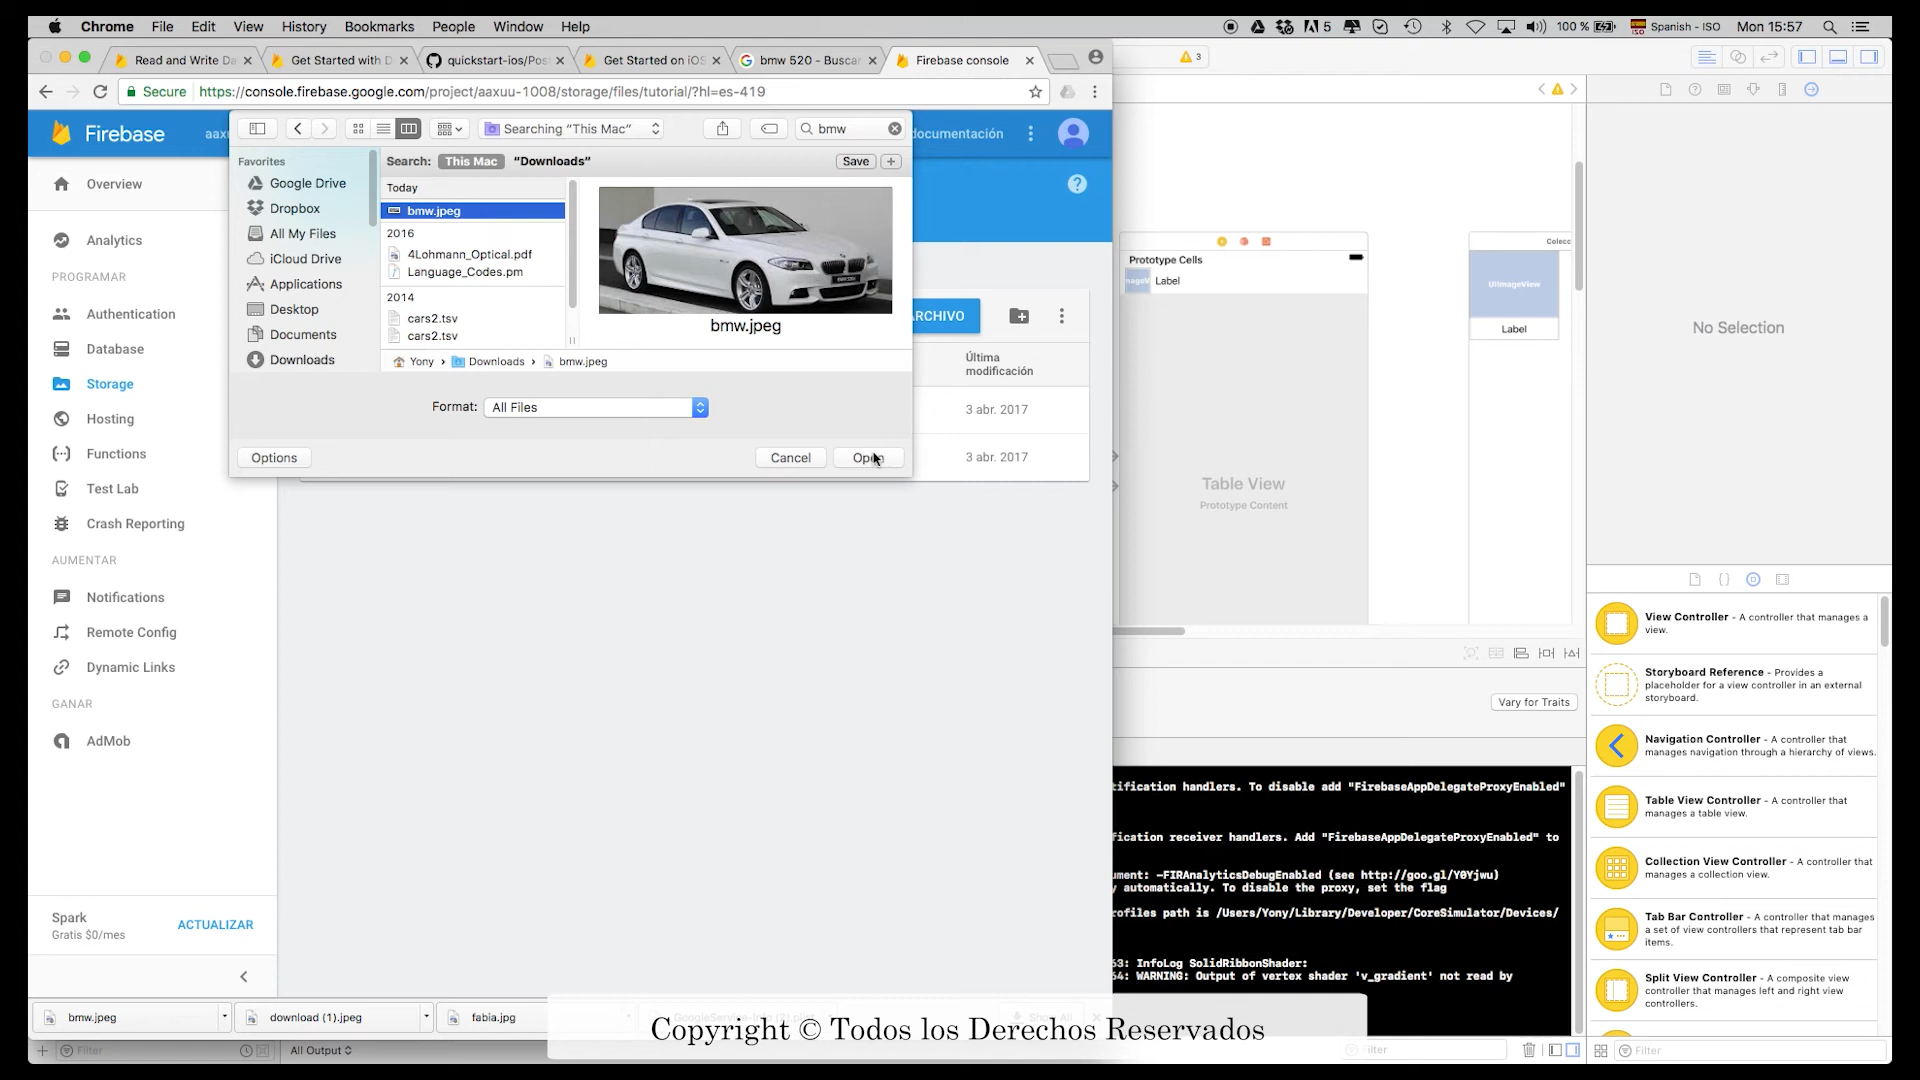 Chrome File Edit View History Bookmarks People Window Help
5 100 % Spanish - ISO Mon 15:57
Read and Write Da Get Started with D quickstart-ios/Pos Get Started on iOS bmw 520 - Buscar Firebase console
3
Secure https://console.firebase.google.com/project/aaxuu-1008/storage/files/tutorial/?hl=es-419
Firebase aaxu documentación
Searching "This Mac" bmw
Search: This Mac "Downloads" Save +
Favorites
Google Drive
Dropbox
All My Files
iCloud Drive
Applications
Desktop
Documents
Downloads
Today
bmw.jpeg
2016
4Lohmann_Optical.pdf
Language_Codes.pm
2014
cars2.tsv
cars2.tsv
bmw.jpeg
Yony › Downloads › bmw.jpeg
Format: All Files
Options Cancel Open
Overview
Analytics
PROGRAMAR
Authentication
Database
Storage
Hosting
Functions
Test Lab
Crash Reporting
AUMENTAR
Notifications
Remote Config
Dynamic Links
GANAR
AdMob
Spark
Gratis $0/mes
ACTUALIZAR
ARCHIVO
Última
modificación
3 abr. 2017
3 abr. 2017
Prototype Cells
Label
Table View
Prototype Content
Colecc
UIImageView
Label
No Selection
Vary for Traits
View Controller - A controller that manages a
view.
Storyboard Reference - Provides a
placeholder for a view controller in an external
storyboard.
Navigation Controller - A controller that
manages navigation through a hierarchy of views.
Table View Controller - A controller that
manages a table view.
Collection View Controller - A controller that
manages a collection view.
Tab Bar Controller - A controller that manages
a set of view controllers that represent tab bar
items.
Split View Controller - A composite view
controller that manages left and right view
controllers.
tification handlers. To disable add "FirebaseAppDelegateProxyEnabled"
fication receiver handlers. Add "FirebaseAppDelegateProxyEnabled" to
ument: -FIRAnalyticsDebugEnabled (see http://goo.gl/Y0Yjwu)
y automatically. To disable the proxy, set the flag
rofiles path is /Users/Yony/Library/Developer/CoreSimulator/Devices/
63: InfoLog SolidRibbonShader:
64: WARNING: Output of vertex shader 'v_gradient' not read by
bmw.jpeg download (1).jpeg fabia.jpg GoogleService-Info (2).plist Show All
Copyright © Todos los Derechos Reservados
Filter All Output Filter Filter